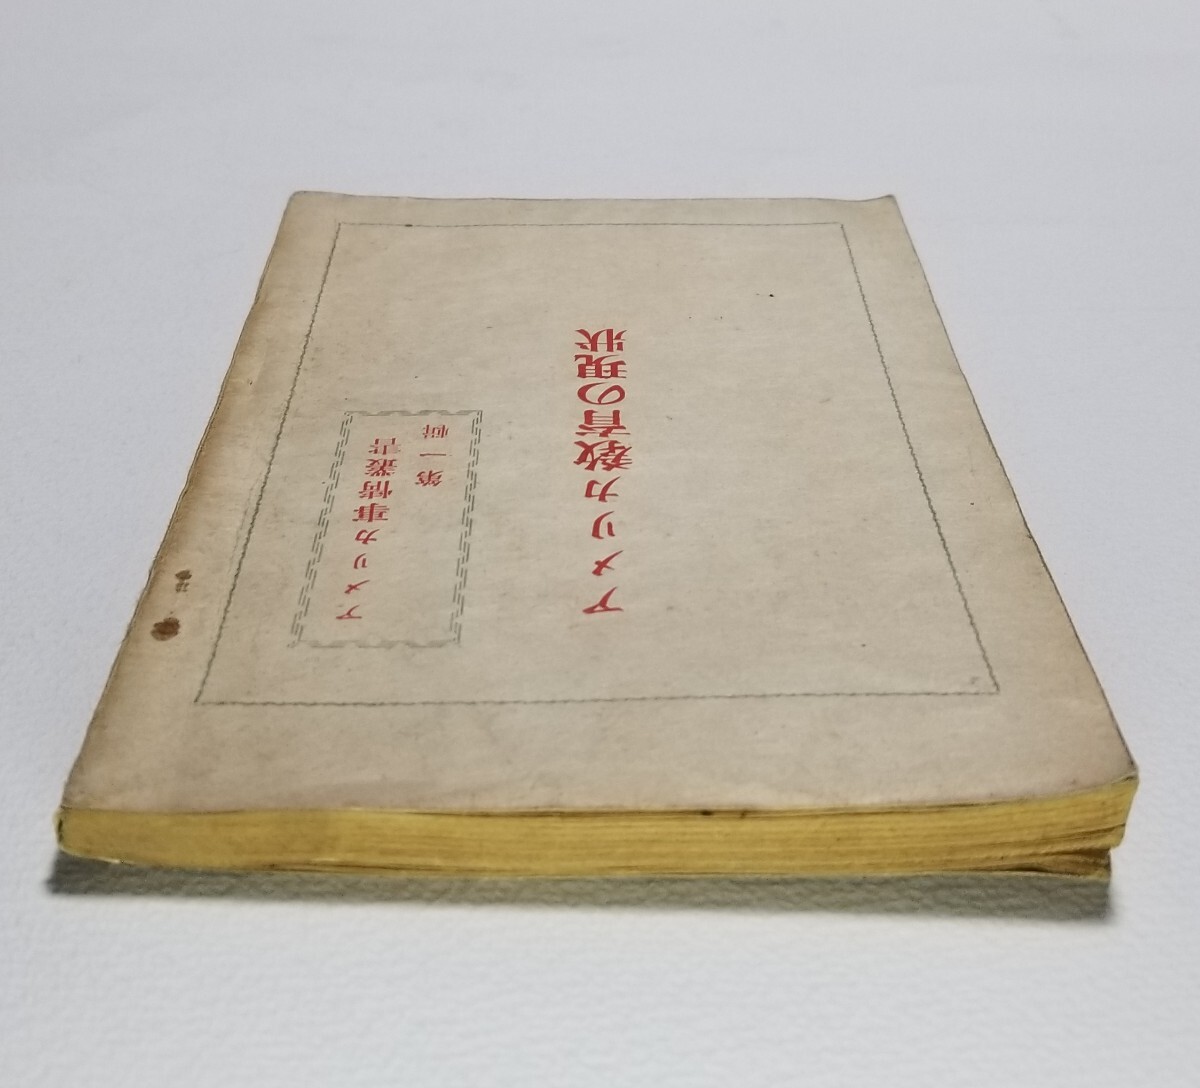 アメリカ教育の現状
アメリカ事情叢書
第一輯